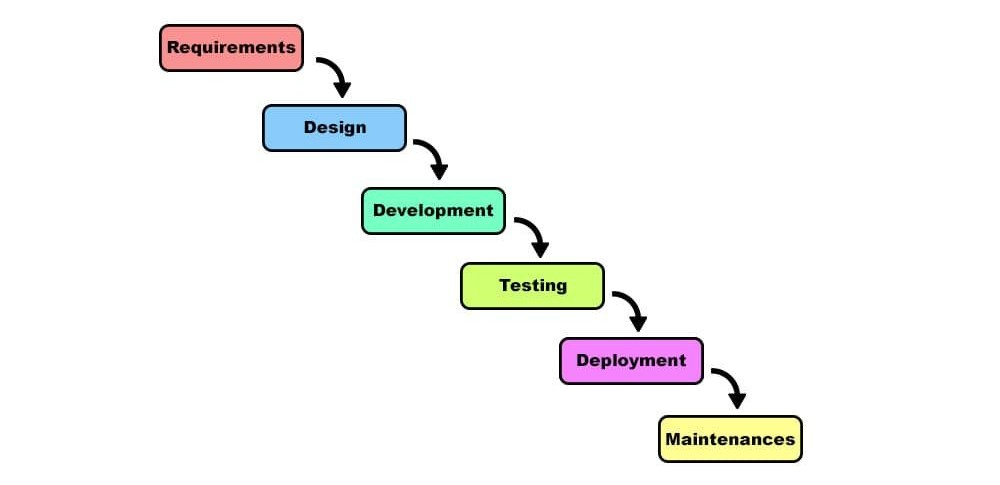 Requirements
Design
Development
Testing
Deployment
Maintenances